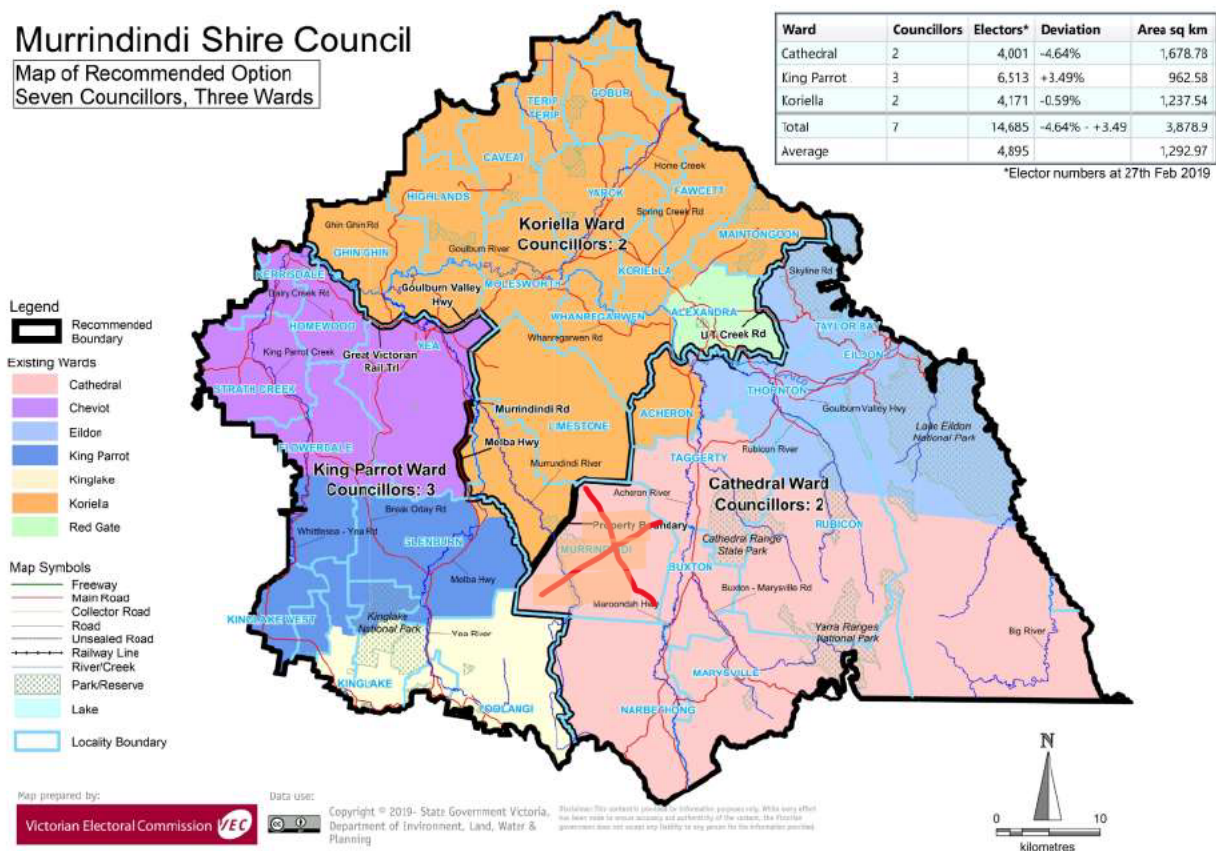 Murrindindi Shire Council
Map of Recommended Option
Seven Councillors, Three Wards
Ward Councillors Electors* Deviation Area sq km
Cathedral 2 4,001 -4.64% 1,678.78
King Parrot 3 6,513 +3.49% 962.58
Koriella 2 4,171 -0.59% 1,237.54
Total 7 14,685 -4.64% - +3.49 3,878.9
Average 4,895 1,292.97
*Elector numbers at 27th Feb 2019
GOBUR
TERIP
TERIP
CAVEAT
Home Creek
YARCK
FAWCETT
HIGHLANDS
Spring Creek Rd
Ghin Ghin Rd
Koriella Ward
Councillors: 2
MAINTONGOON
GHIN GHIN
Goulburn River
KORIELLA
Skyline Rd
KERRISDALE
Goulburn Valley
Hwy
MOLESWORTH
Dairy Creek Rd
WHANREGARWEN
ALEXANDRA
HOMEWOOD
YEA
Whanregarwen Rd
U T Creek Rd
TAYLOR BAY
King Parrot Creek
Great Victorian
Rail Trl
EILDON
STRATH CREEK
THORNTON
Murrindindi Rd
ACHERON
Goulburn Valley Hwy
LIMESTONE
Lake Eildon
National Park
FLOWERDALE
Melba Hwy
TAGGERTY
Rubicon River
King Parrot Ward
Councillors: 3
Murrundindi River
Cathedral Ward
Councillors: 2
Acheron River
Break Oday Rd
Property Boundary
Whittlesea - Yea Rd
GLENBURN
Cathedral Range
State Park
RUBICON
MURRINDINDI
BUXTON
Melba Hwy
Buxton - Marysville Rd
Maroondah Hwy
KINGLAKE WEST
Kinglake
National Park
Yea River
Yarra Ranges
National Park
Big River
KINGLAKE
MARYSVILLE
TOOLANGI
NARBETHONG
Legend
Recommended
Boundary
Existing Wards
Cathedral
Cheviot
Eildon
King Parrot
Kinglake
Koriella
Red Gate
Map Symbols
Freeway
Main Road
Collector Road
Road
Unsealed Road
Railway Line
River/Creek
Park/Reserve
Lake
Locality Boundary
N
0 10
kilometres
Map prepared by:
Victorian Electoral Commission VEC
Data use:
Copyright © 2019- State Government Victoria,
Department of Environment, Land, Water &
Planning